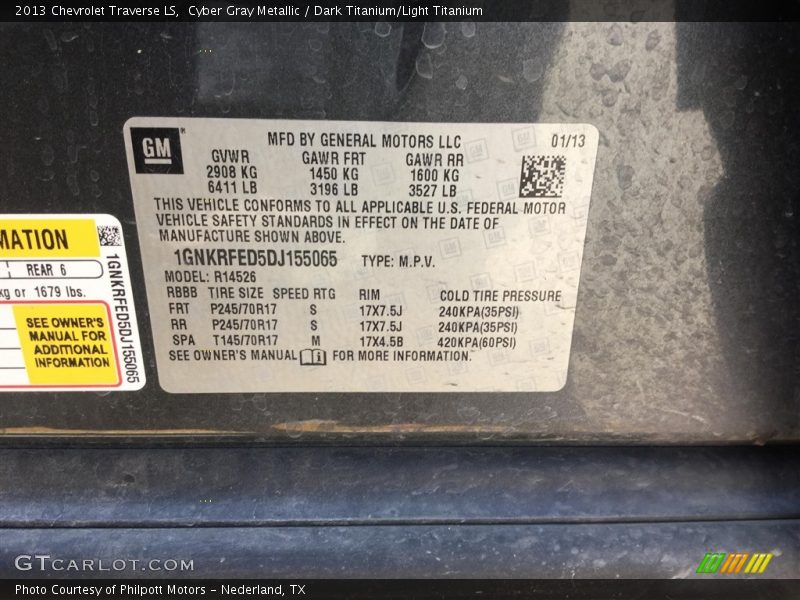 2013 Chevrolet Traverse LS, Cyber Gray Metallic / Dark Titanium/Light Titanium
GM
MFD BY GENERAL MOTORS LLC 01/13
GVWR GAWR FRT GAWR RR
2908 KG 1450 KG 1600 KG
6411 LB 3196 LB 3527 LB
THIS VEHICLE CONFORMS TO ALL APPLICABLE U.S. FEDERAL MOTOR
VEHICLE SAFETY STANDARDS IN EFFECT ON THE DATE OF
MANUFACTURE SHOWN ABOVE.
1GNKRFED5DJ155065 TYPE: M.P.V.
MODEL: R14526
RBBB TIRE SIZE SPEED RTG RIM COLD TIRE PRESSURE
FRT P245/70R17 S 17X7.5J 240KPA(35PSI)
RR P245/70R17 S 17X7.5J 240KPA(35PSI)
SPA T145/70R17 M 17X4.5B 420KPA(60PSI)
SEE OWNER'S MANUAL FOR MORE INFORMATION.
MATION
REAR 6
kg or 1679 lbs.
SEE OWNER'S
MANUAL FOR
ADDITIONAL
INFORMATION
1GNKRFED5DJ155065
GTCARLOT.COM
Photo Courtesy of Philpott Motors - Nederland, TX